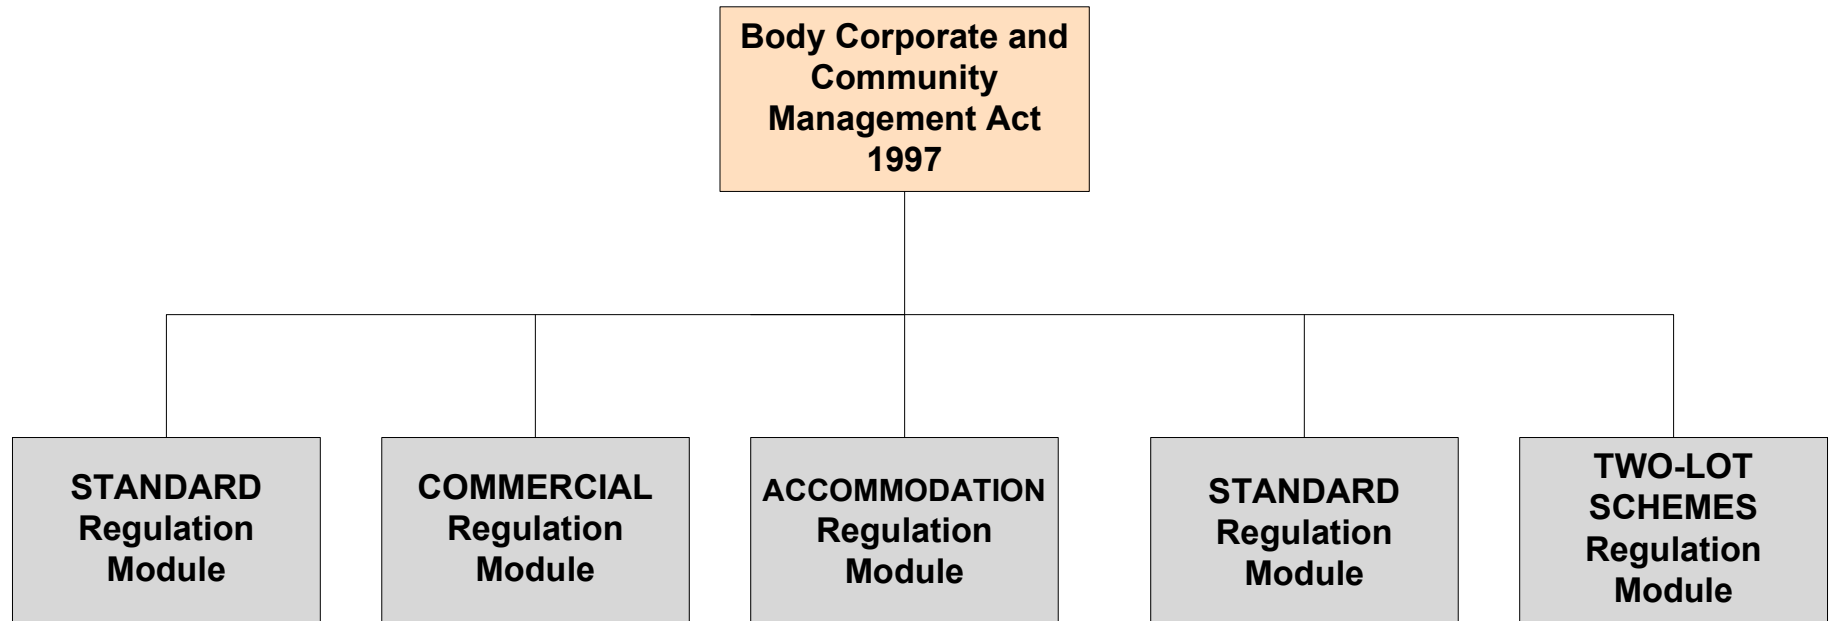 Body Corporate and
Community
Management Act
1997
STANDARD
Regulation
Module
COMMERCIAL
Regulation
Module
ACCOMMODATION
Regulation
Module
STANDARD
Regulation
Module
TWO-LOT
SCHEMES
Regulation
Module